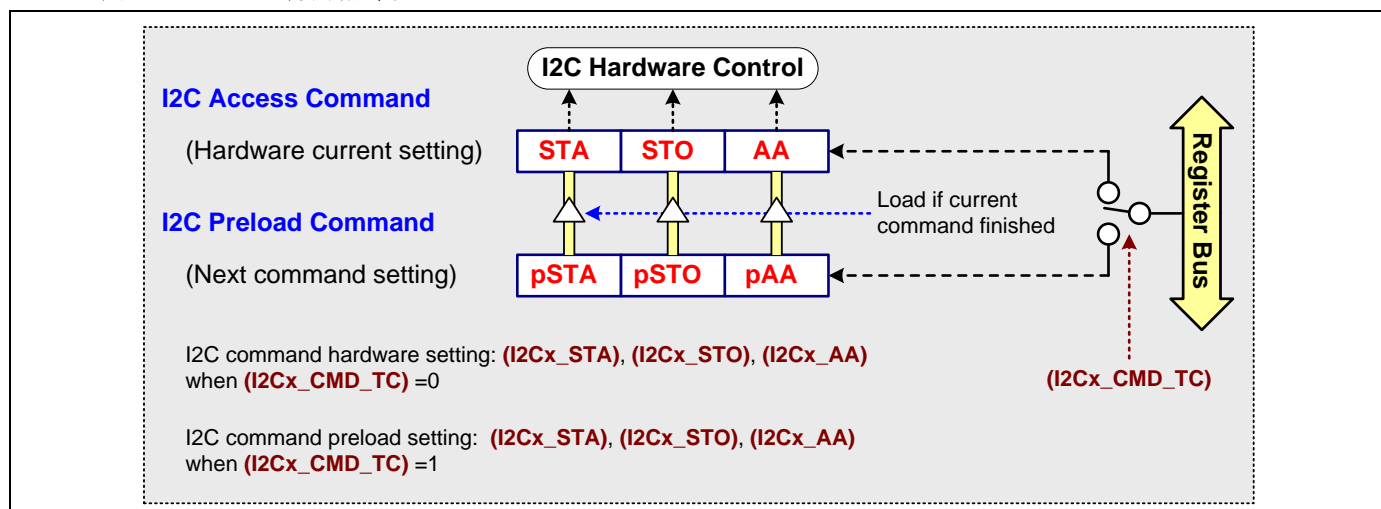 I2C Hardware Control
I2C Access Command
(Hardware current setting)
STA STO AA
Load if current
command finished
I2C Preload Command
(Next command setting)
pSTA pSTO pAA
Register Bus
I2C command hardware setting: (I2Cx_STA), (I2Cx_STO), (I2Cx_AA)
when (I2Cx_CMD_TC) =0
(I2Cx_CMD_TC)
I2C command preload setting: (I2Cx_STA), (I2Cx_STO), (I2Cx_AA)
when (I2Cx_CMD_TC) =1